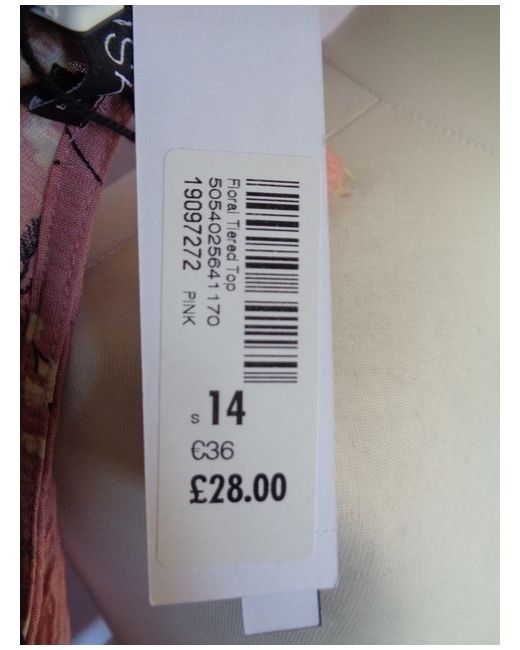 Floral Tiered Top
5054025641170
19097272 PINK
s 14
€36
£28.00